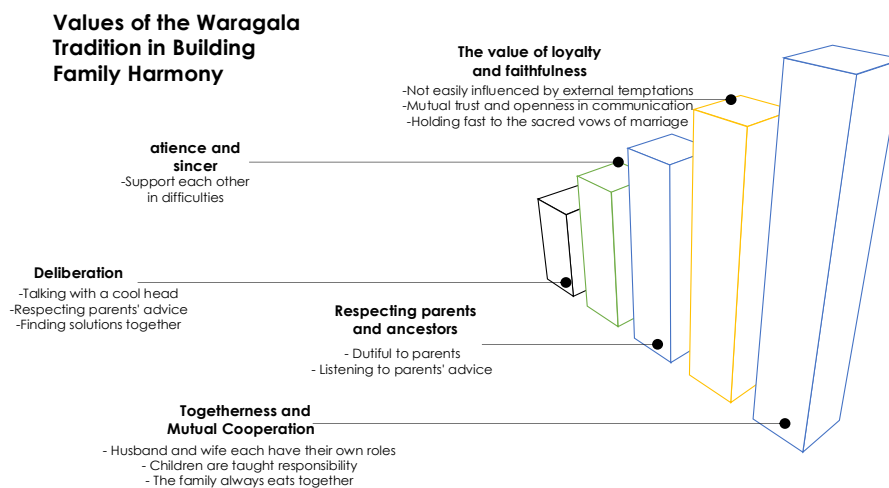 Values of the Waragala
Tradition in Building
Family Harmony
The value of loyalty
and faithfulness
-Not easily influenced by external temptations
-Mutual trust and openness in communication
-Holding fast to the sacred vows of marriage
atience and
sincer
-Support each other
in difficulties
Deliberation
-Talking with a cool head
-Respecting parents' advice
-Finding solutions together
Respecting parents
and ancestors
- Dutiful to parents
- Listening to parents' advice
Togetherness and
Mutual Cooperation
- Husband and wife each have their own roles
- Children are taught responsibility
- The family always eats together